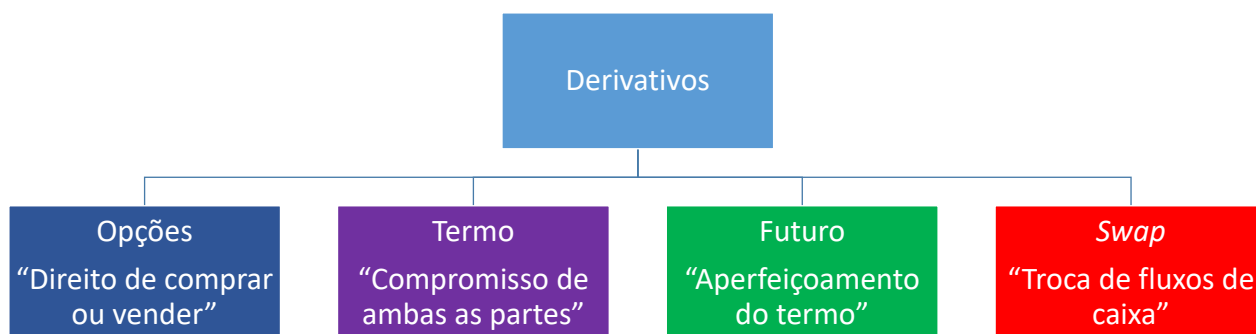 Derivativos
Opções
“Direito de comprar
ou vender”
Termo
“Compromisso de
ambas as partes”
Futuro
“Aperfeiçoamento
do termo”
Swap
“Troca de fluxos de
caixa”